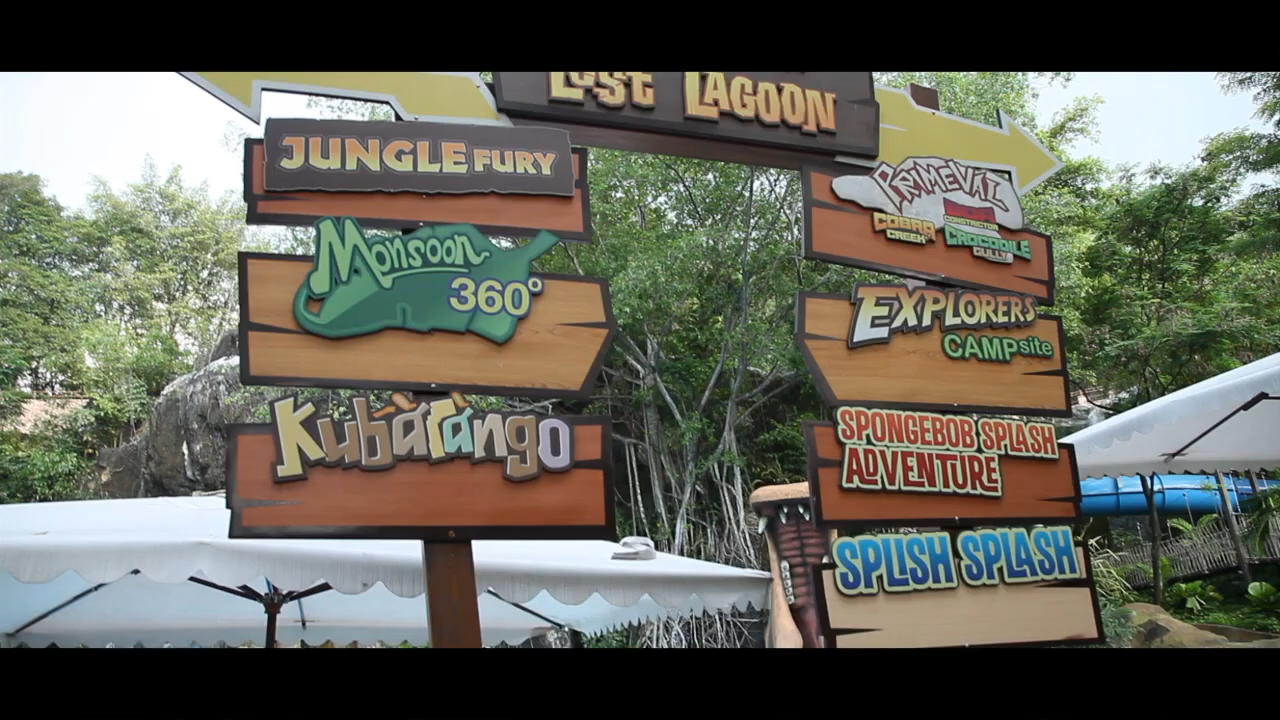 LOST LAGOON
JUNGLE FURY
MONSOON
360°
Kubarango
PRIMEVAL
COBRA
CREEK
CONSTRICTOR
CROCODILE
GULLY
EXPLORERS
CAMPsite
SPONGEBOB SPLASH
ADVENTURE
SPLISH SPLASH